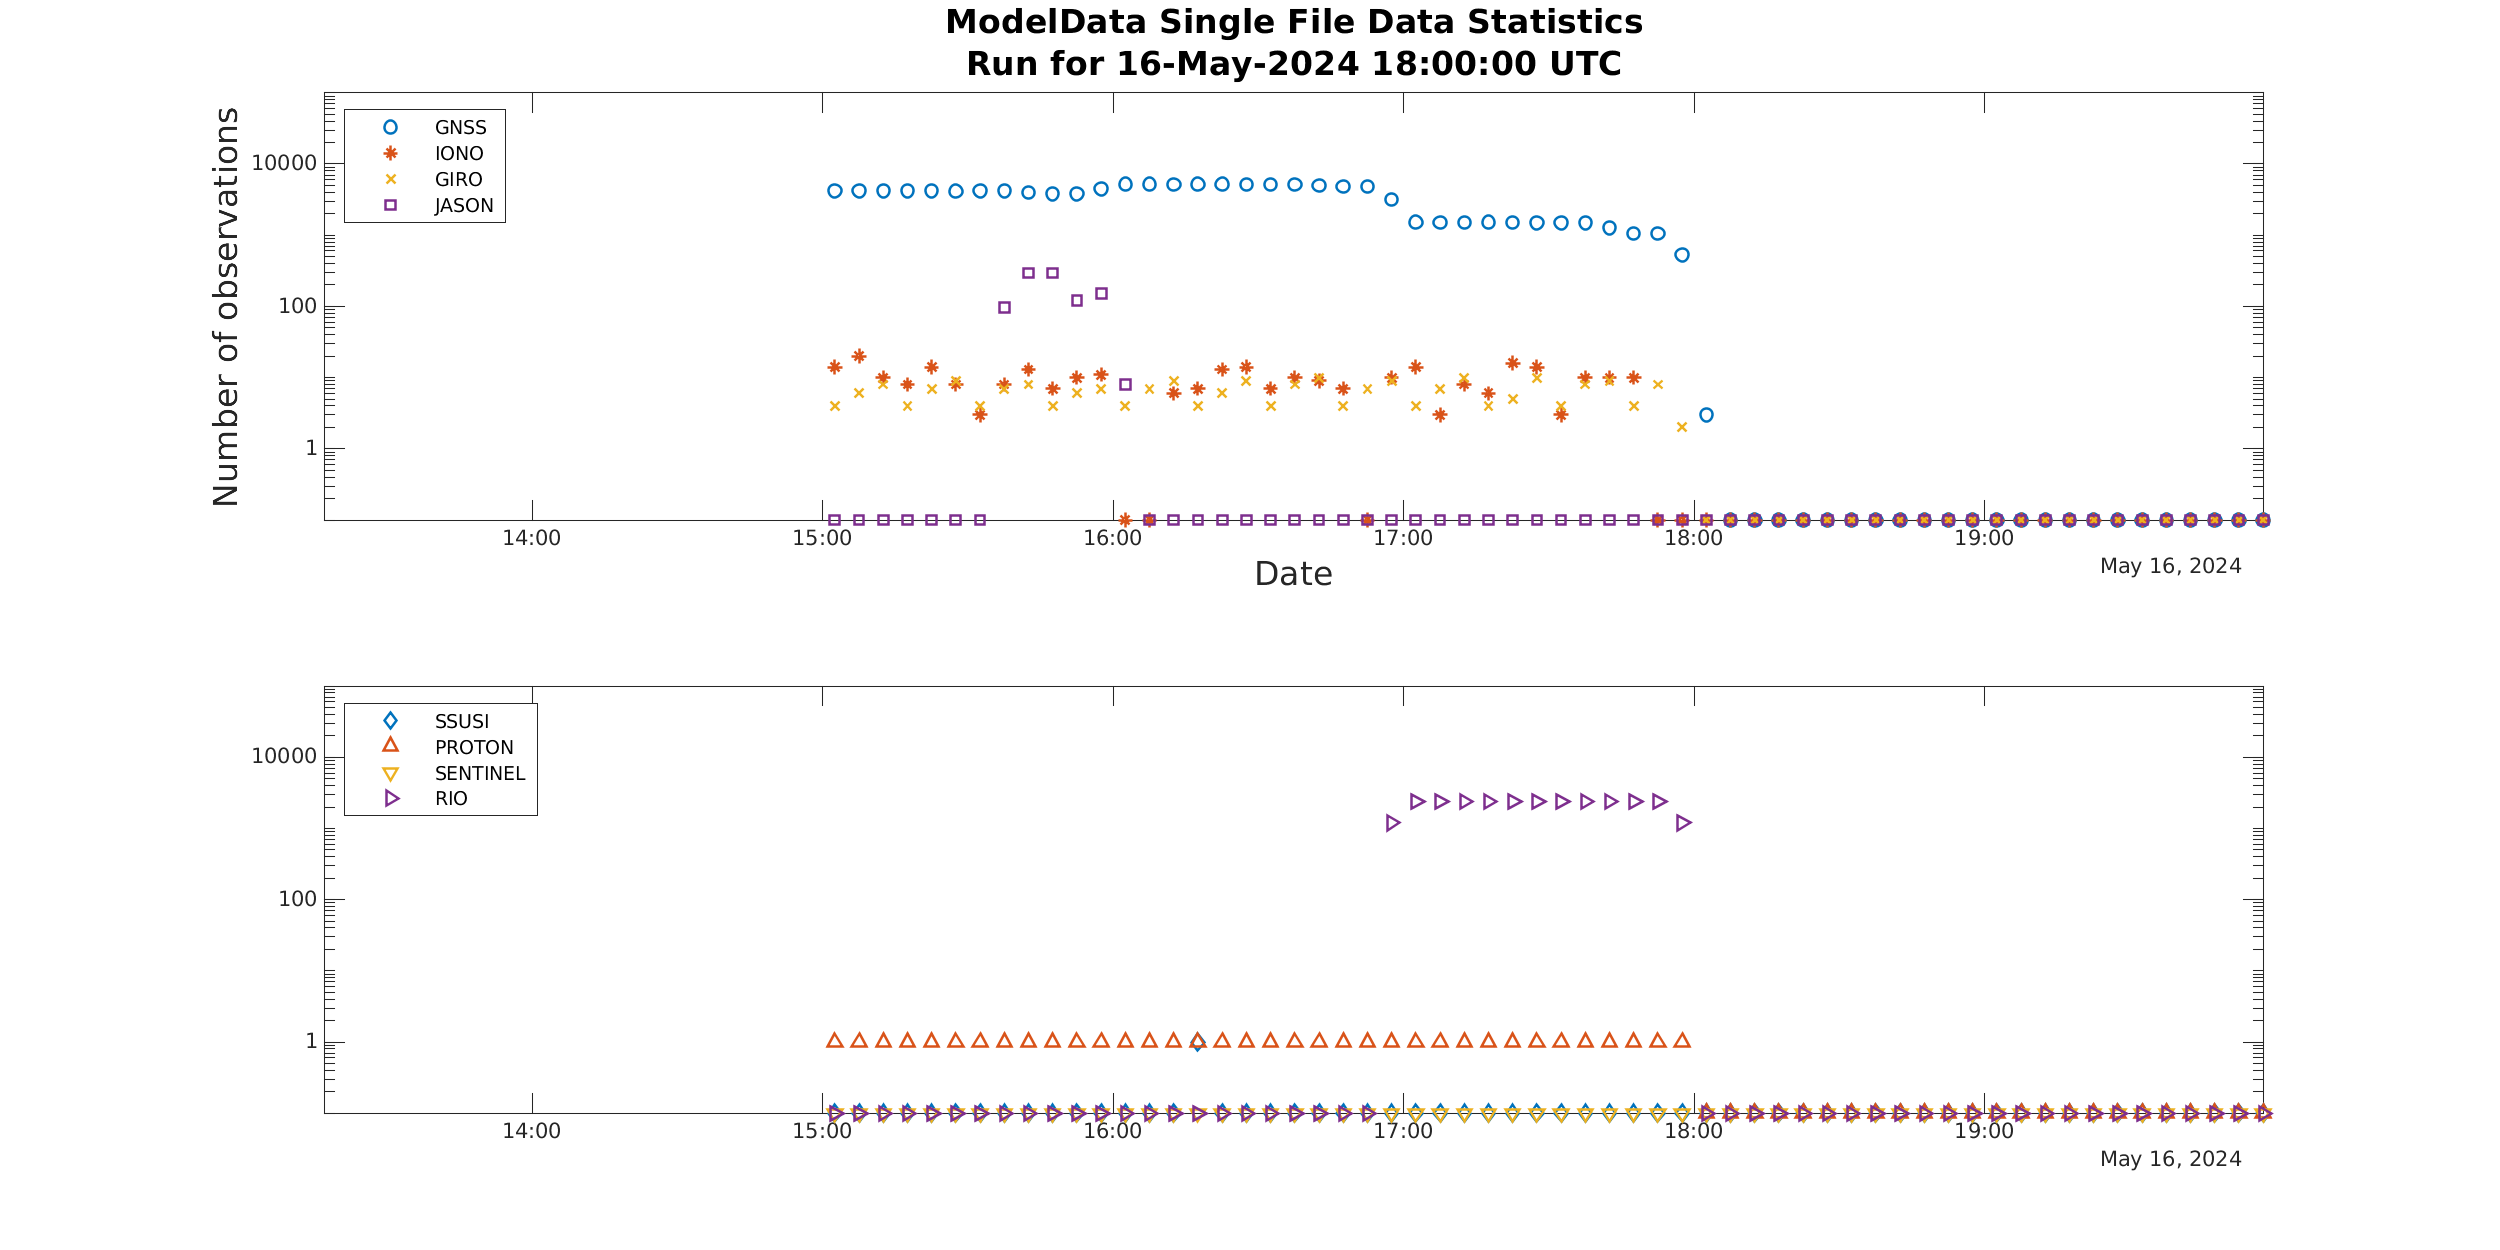 ModelData Single File Data Statistics
Run for 16-May-2024 18:00:00 UTC
Number of observations
GNSS
IONO
GIRO
JASON
10000
100
1
14:00
15:00
16:00
17:00
18:00
19:00
May 16, 2024
Date
SSUSI
PROTON
SENTINEL
RIO
10000
100
1
14:00
15:00
16:00
17:00
18:00
19:00
May 16, 2024